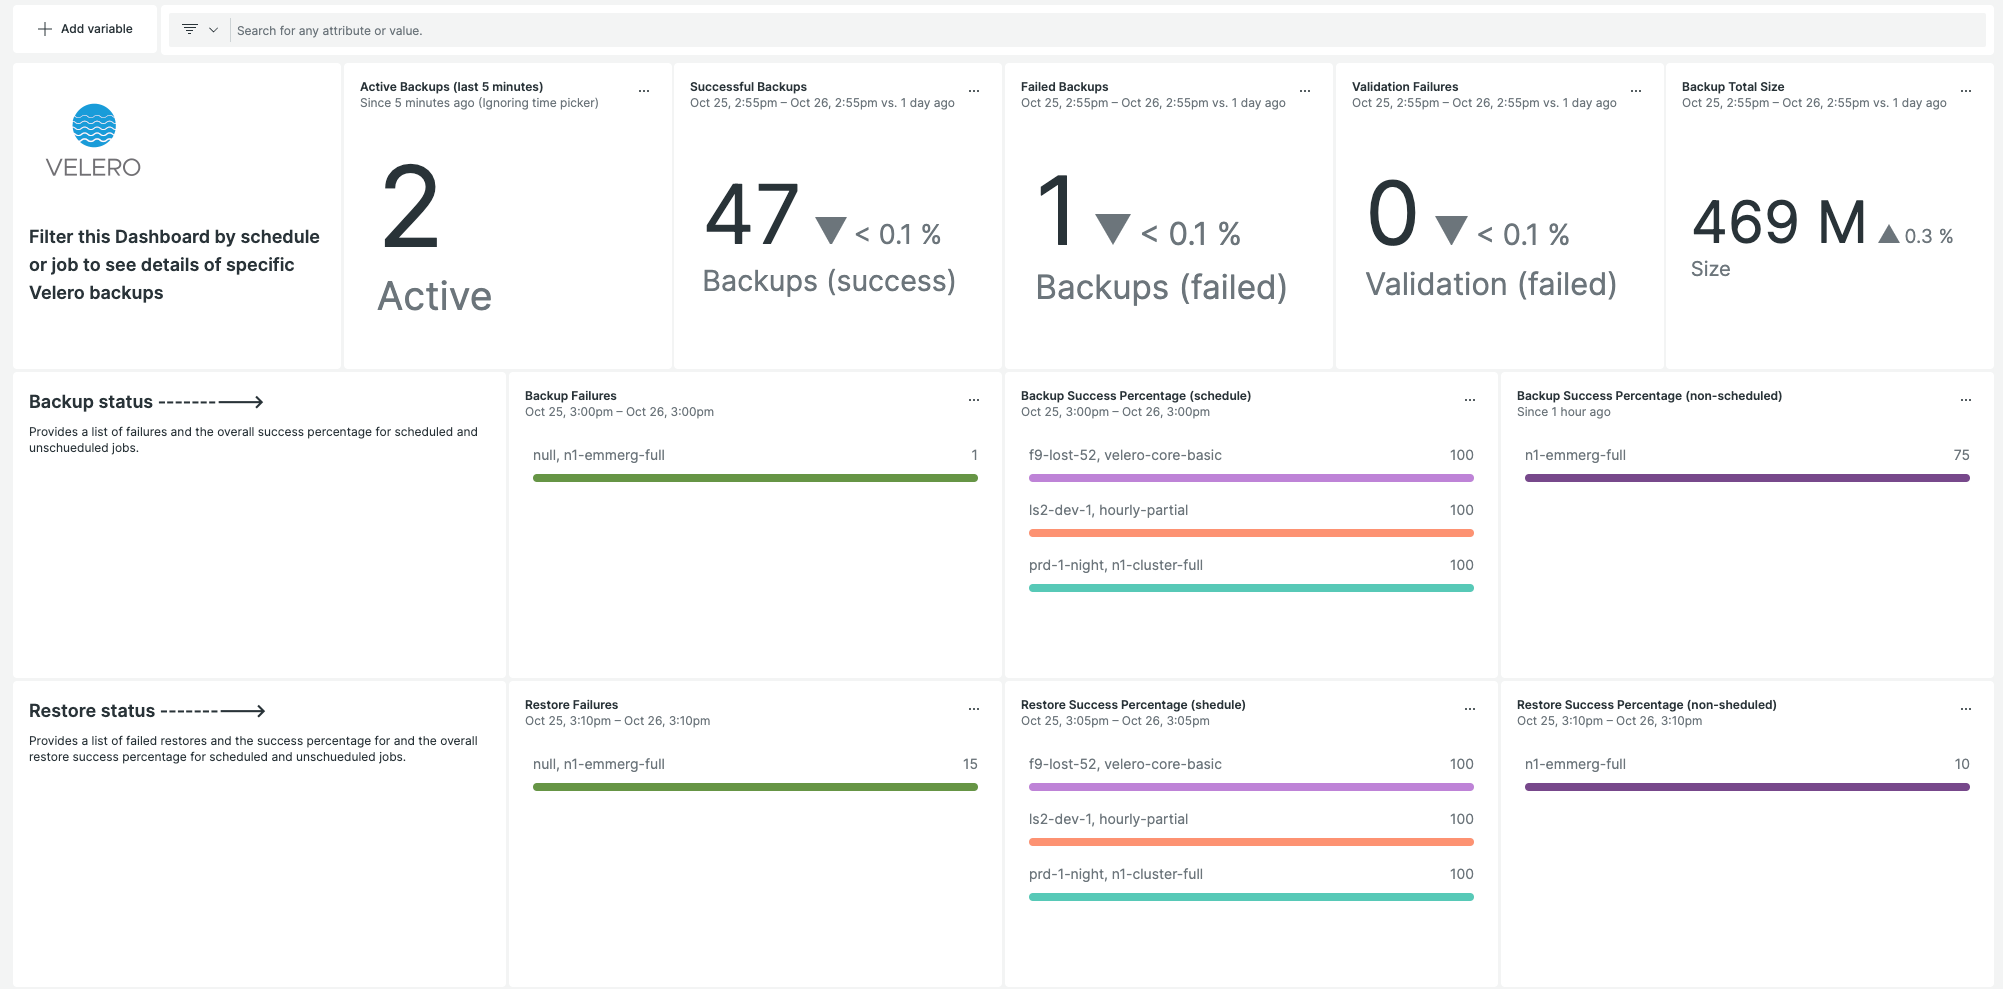 Add variable
Search for any attribute or value.
VELERO
Filter this Dashboard by schedule
or job to see details of specific
Velero backups
Active Backups (last 5 minutes)
Since 5 minutes ago (Ignoring time picker)
2
Active
Successful Backups
Oct 25, 2:55pm – Oct 26, 2:55pm vs. 1 day ago
47 < 0.1 %
Backups (success)
Failed Backups
Oct 25, 2:55pm – Oct 26, 2:55pm vs. 1 day ago
1 < 0.1 %
Backups (failed)
Validation Failures
Oct 25, 2:55pm – Oct 26, 2:55pm vs. 1 day ago
0 < 0.1 %
Validation (failed)
Backup Total Size
Oct 25, 2:55pm – Oct 26, 2:55pm vs. 1 day ago
469 M 0.3 %
Size
Backup status ------->
Provides a list of failures and the overall success percentage for scheduled and
unschueduled jobs.
Backup Failures
Oct 25, 3:00pm – Oct 26, 3:00pm
null, n1-emmerg-full 1
Backup Success Percentage (schedule)
Oct 25, 3:00pm – Oct 26, 3:00pm
f9-lost-52, velero-core-basic 100
ls2-dev-1, hourly-partial 100
prd-1-night, n1-cluster-full 100
Backup Success Percentage (non-scheduled)
Since 1 hour ago
n1-emmerg-full 75
Restore status ------->
Provides a list of failed restores and the success percentage for and the overall
restore success percentage for scheduled and unschueduled jobs.
Restore Failures
Oct 25, 3:10pm – Oct 26, 3:10pm
null, n1-emmerg-full 15
Restore Success Percentage (shedule)
Oct 25, 3:05pm – Oct 26, 3:05pm
f9-lost-52, velero-core-basic 100
ls2-dev-1, hourly-partial 100
prd-1-night, n1-cluster-full 100
Restore Success Percentage (non-sheduled)
Oct 25, 3:10pm – Oct 26, 3:10pm
n1-emmerg-full 10